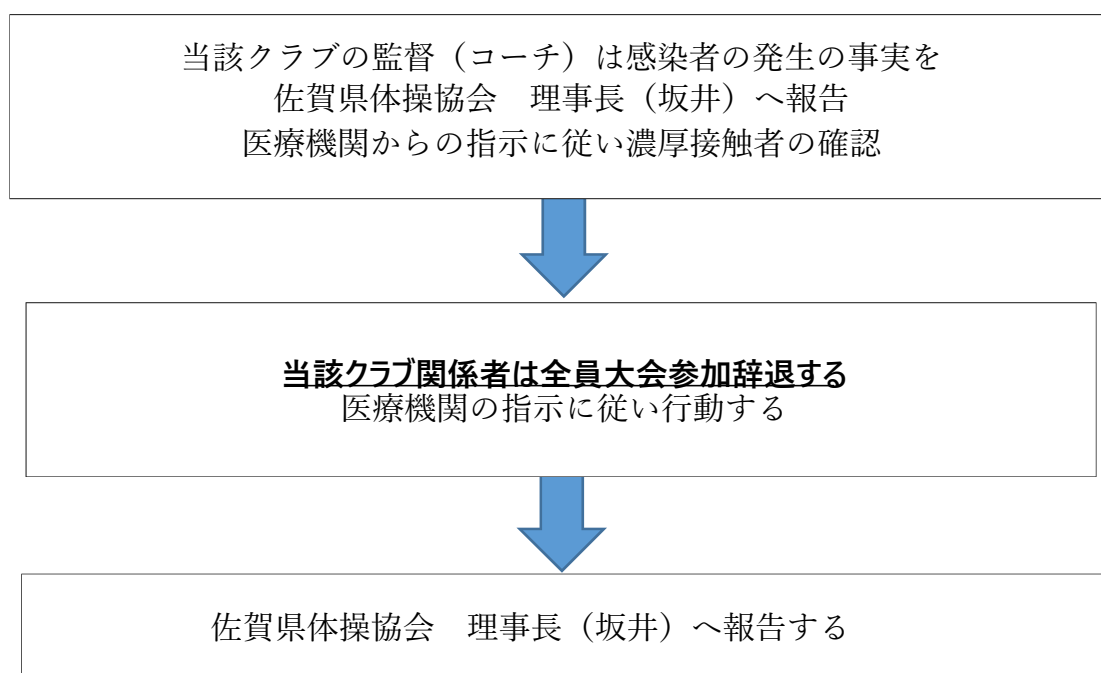 当該クラブの監督（コーチ）は感染者の発生の事実を
佐賀県体操協会　理事長（坂井）へ報告
医療機関からの指示に従い濃厚接触者の確認
当該クラブ関係者は全員大会参加辞退する
医療機関の指示に従い行動する
佐賀県体操協会　理事長（坂井）へ報告する